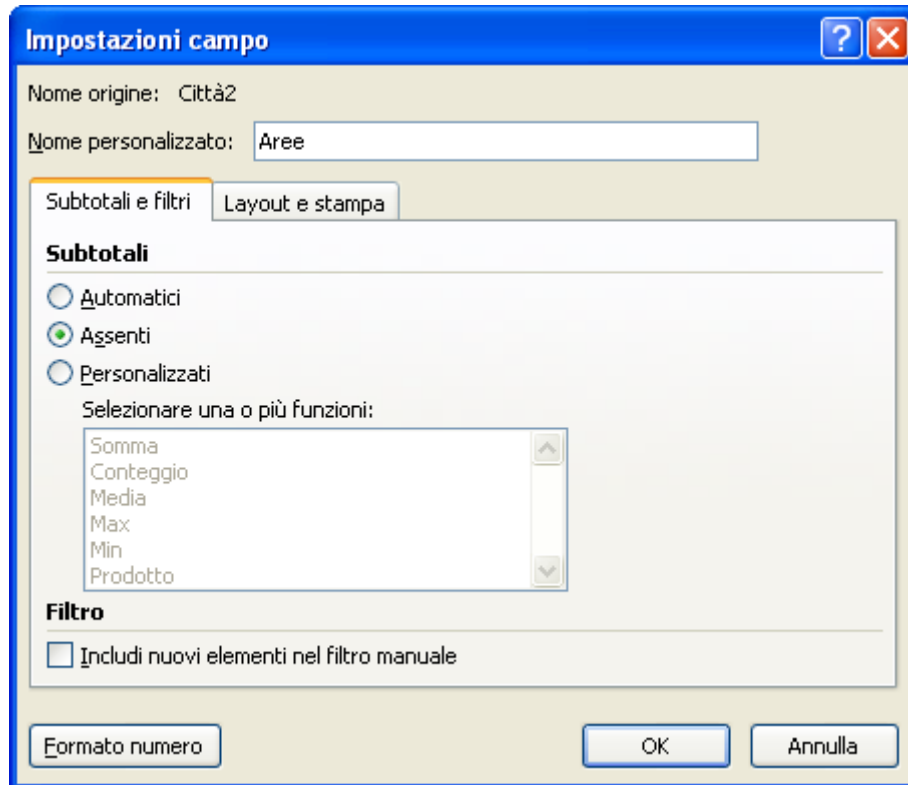 Impostazioni campo
Nome origine: Città2
Nome personalizzato: Aree
Subtotali e filtri Layout e stampa
Subtotali
Automatici
Assenti
Personalizzati
Selezionare una o più funzioni:
Somma
Conteggio
Media
Max
Min
Prodotto
Filtro
Includi nuovi elementi nel filtro manuale
Formato numero OK Annulla